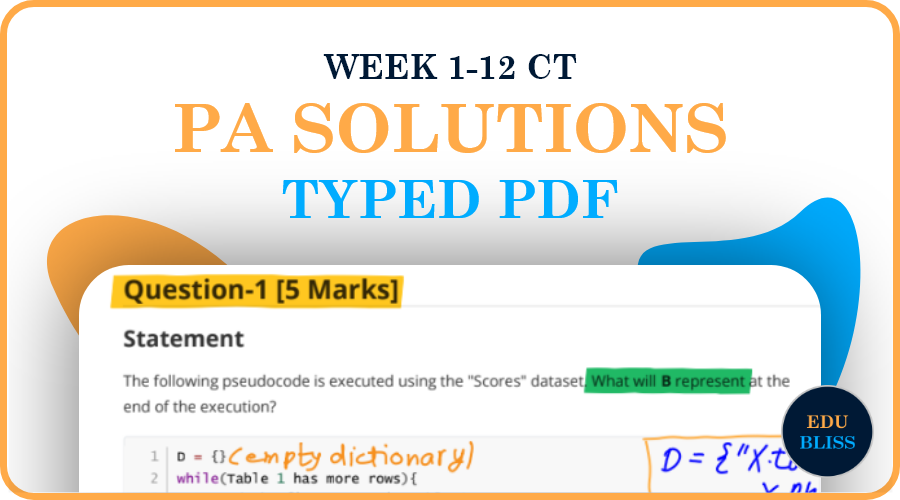 WEEK 1-12 CT
PA SOLUTIONS
TYPED PDF
Question-1 [5 Marks]
Statement
The following pseudocode is executed using the "Scores" dataset. What will B represent at the
end of the execution?
1 D = {} (empty dictionary)
2 while(Table 1 has more rows){
D = {"X.
EDU
BLISS